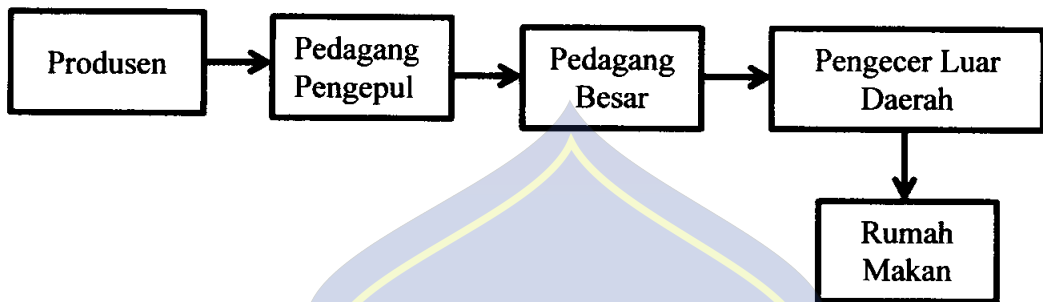 Produsen
Pedagang
Pengepul
Pedagang
Besar
Pengecer Luar
Daerah
Rumah
Makan